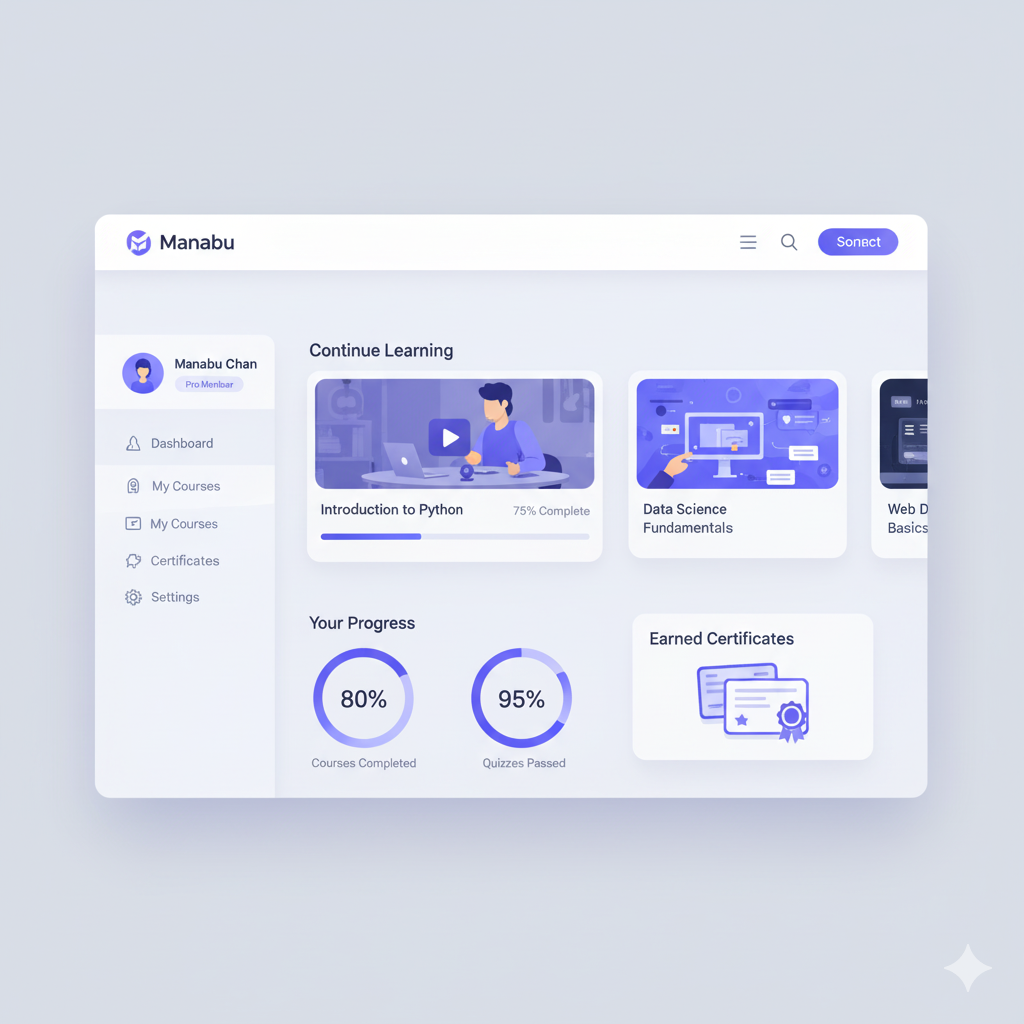 Manabu
Sonect
Manabu Chan
Pro Menlbar
Dashboard
My Courses
My Courses
Certificates
Settings
Continue Learning
Introduction to Python
75% Complete
Data Science
Fundamentals
Web D
Basics
Your Progress
80%
Courses Completed
95%
Quizzes Passed
Earned Certificates